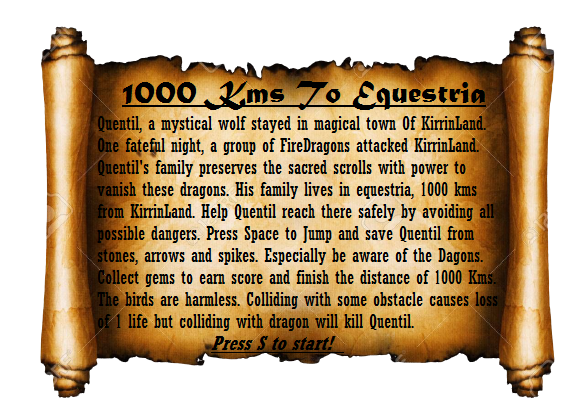 1000 Kms To Equestria
Quentil, a mystical wolf stayed in magical town Of KirrinLand.
One fateful night, a group of FireDragons attacked KirrinLand.
Quentil's family preserves the sacred scrolls with power to
vanish these dragons. His family lives in equestria, 1000 kms
from KirrinLand. Help Quentil reach there safely by avoiding all
possible dangers. Press Space to Jump and save Quentil from
stones, arrows and spikes. Especially be aware of the Dagons.
Collect gems to earn score and finish the distance of 1000 Kms.
The birds are harmless. Colliding with some obstacle causes loss
of 1 life but colliding with dragon will kill Quentil.
Press S to start!